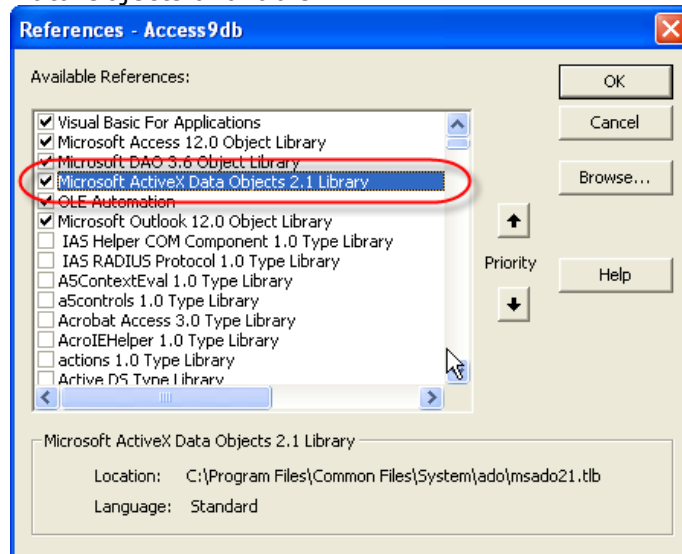 References - Access9db
Available References:
OK
Visual Basic For Applications
Cancel
Microsoft Access 12.0 Object Library
Microsoft DAO 3.6 Object Library
Microsoft ActiveX Data Objects 2.1 Library
Browse...
OLE Automation
Microsoft Outlook 12.0 Object Library
IAS Helper COM Component 1.0 Type Library
IAS RADIUS Protocol 1.0 Type Library
Priority
A5ContextEval 1.0 Type Library
Help
a5controls 1.0 Type Library
Acrobat Access 3.0 Type Library
AcroIEHelper 1.0 Type Library
actions 1.0 Type Library
Active DS Type Library
Microsoft ActiveX Data Objects 2.1 Library
Location: C:\Program Files\Common Files\System\ado\msado21.tlb
Language: Standard